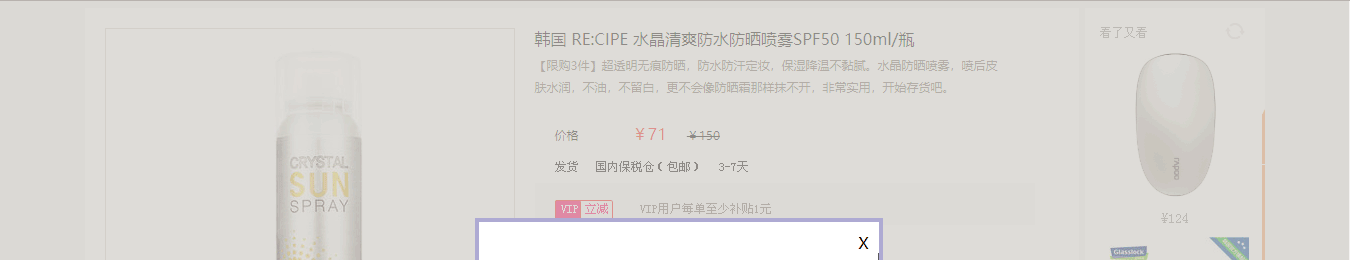 韩国 RE:CIPE 水晶清爽防水防晒喷雾SPF50 150ml/瓶
【限购3件】超透明无痕防晒，防水防汗定妆，保湿降温不黏腻。水晶防晒喷雾，喷后皮
肤水润，不油，不留白，更不会像防晒霜那样抹不开，非常实用，开始存货吧。
价格 ￥71 ￥150
发货 国内保税仓（包邮） 3-7天
VIP 立减 VIP用户每单至少补贴1元
X
CRYSTAL
SUN
SPRAY
看了又看
rapoo
¥124
Glasslock